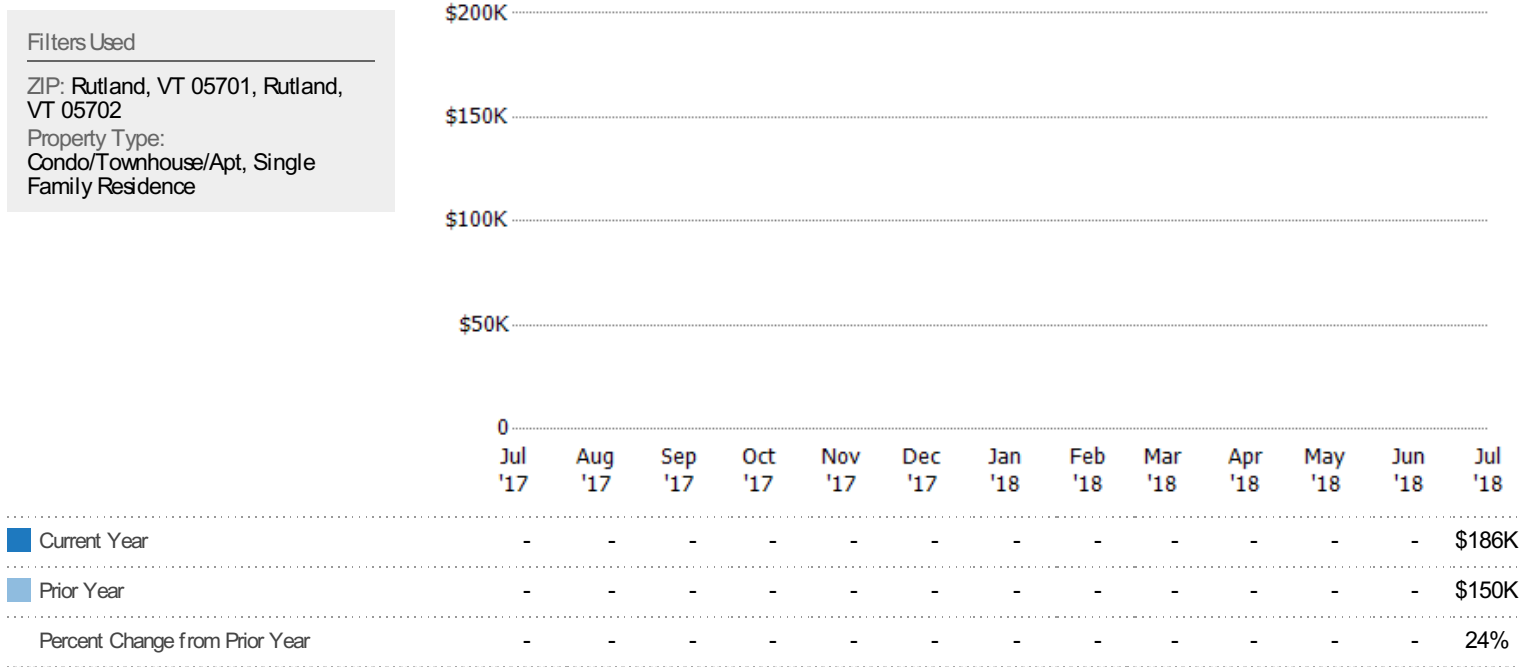 Filters Used
ZIP: Rutland, VT 05701, Rutland,
VT 05702
Property Type:
Condo/Townhouse/Apt, Single
Family Residence
$200K
$150K
$100K
$50K
0
Jul Aug Sep Oct Nov Dec Jan Feb Mar Apr May Jun Jul
'17 '17 '17 '17 '17 '17 '18 '18 '18 '18 '18 '18 '18
Current Year - - - - - - - - - - - - $186K
Prior Year - - - - - - - - - - - - $150K
Percent Change from Prior Year - - - - - - - - - - - - 24%